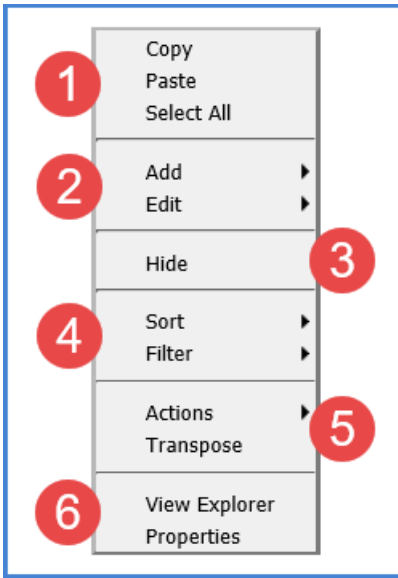 1
Copy
Paste
Select All
2
Add
Edit
Hide
3
4
Sort
Filter
Actions
5
Transpose
6
View Explorer
Properties